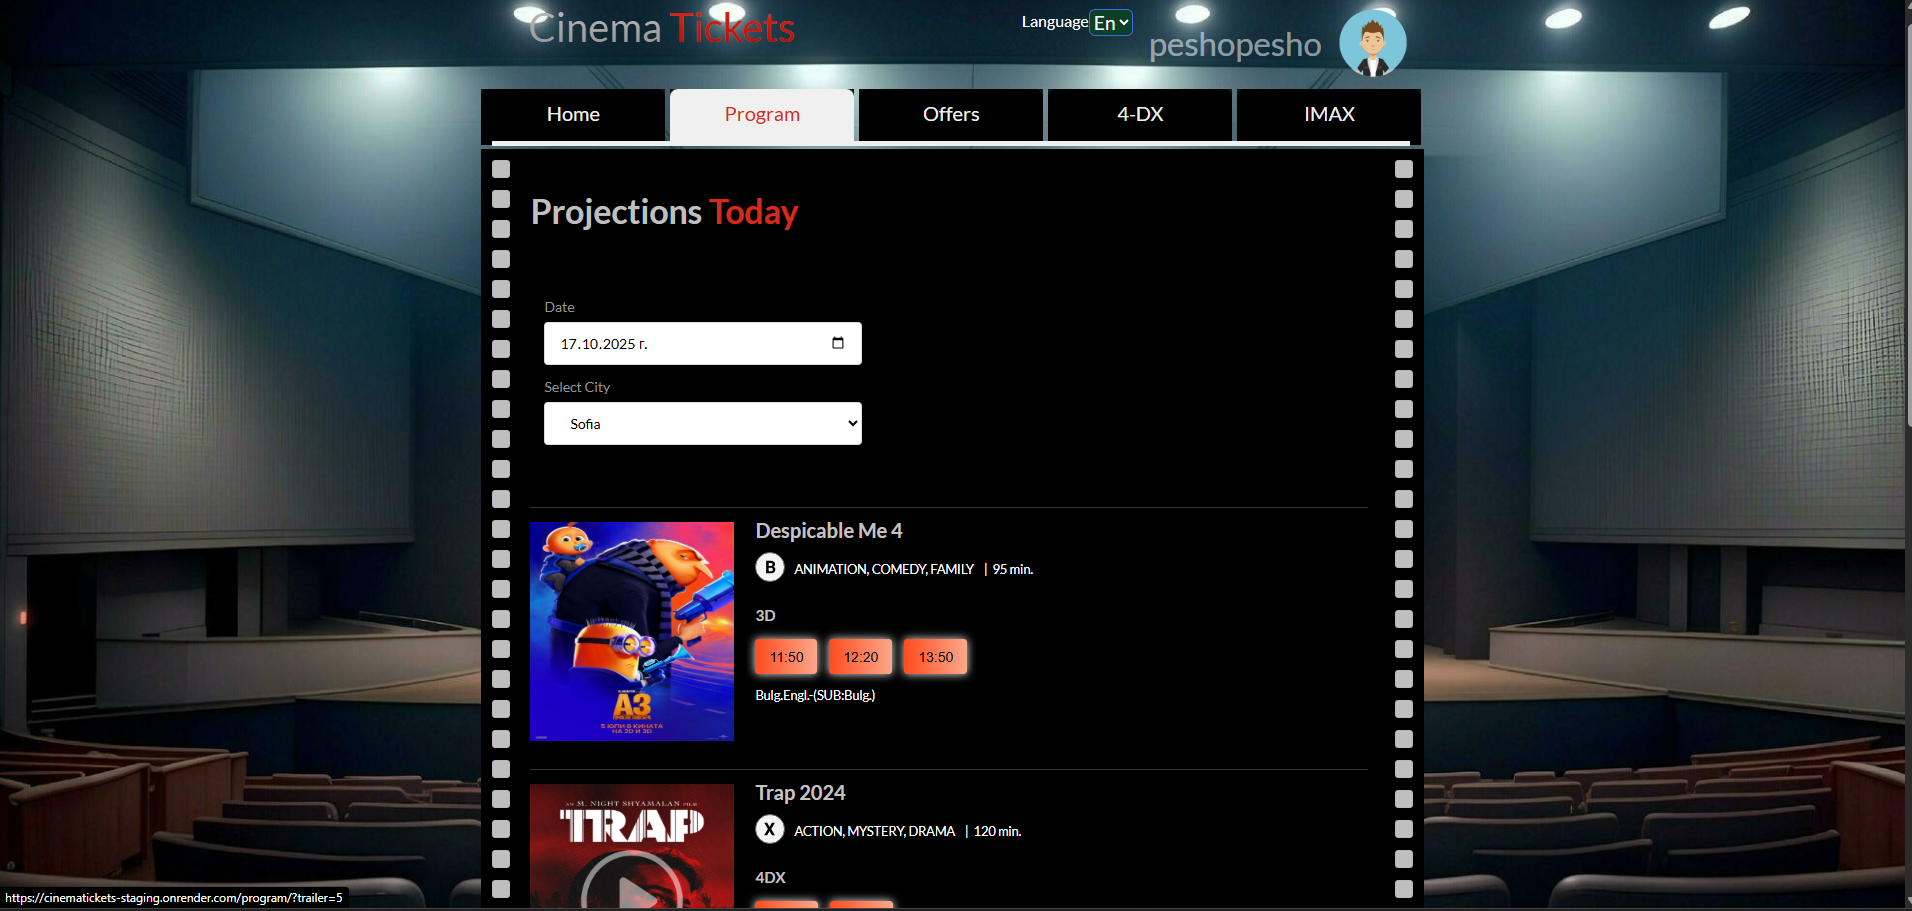 Cinema Tickets
Language En
peshopesho
Home
Program
Offers
4-DX
IMAX
Projections Today
Date
17.10.2025 г.
Select City
Sofia
Despicable Me 4
B ANIMATION, COMEDY, FAMILY | 95 min.
3D
11:50 12:20 13:50
Bulg.Engl.-(SUB:Bulg.)
АЗ
5 ЮЛИ В КИНАТА
НА 2D И 3D
Trap 2024
X ACTION, MYSTERY, DRAMA | 120 min.
4DX
AN M. NIGHT SHYAMALAN FILM
TRAP
https://cinematickets-staging.onrender.com/program/?trailer=5